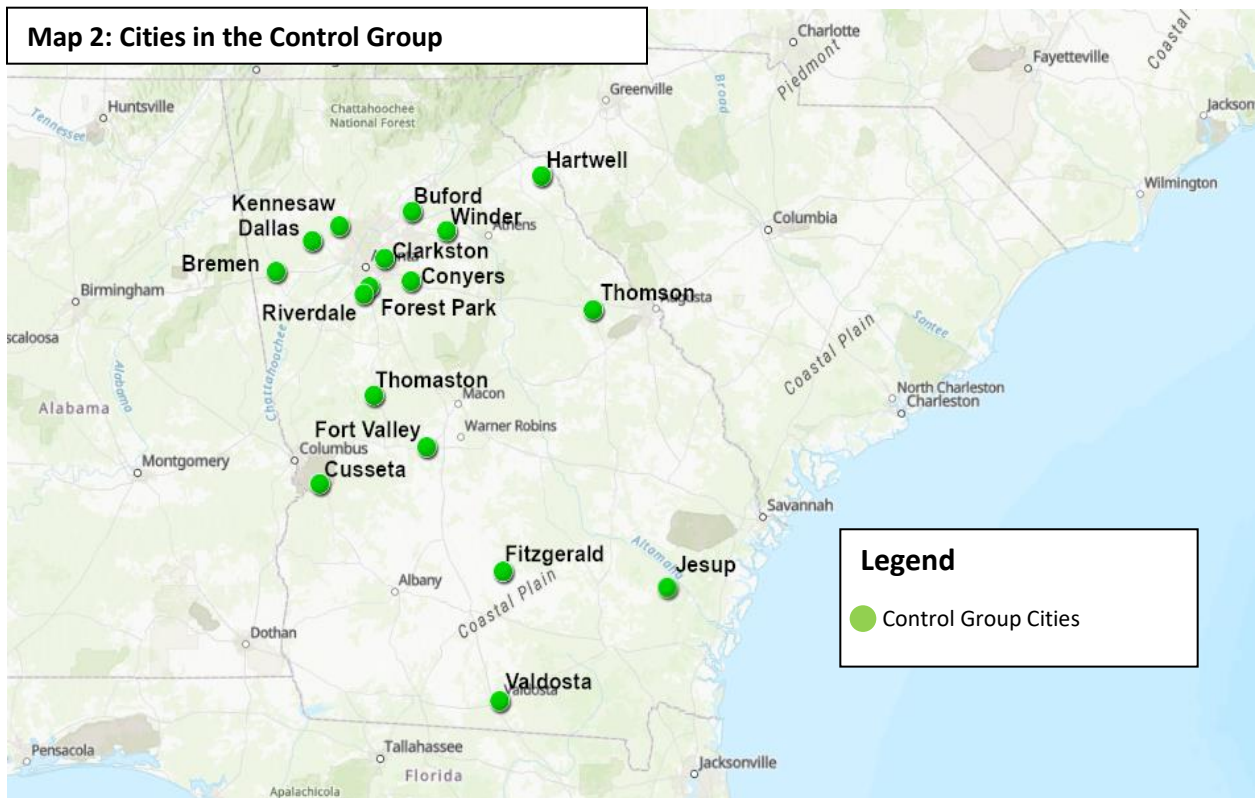 Map 2: Cities in the Control Group
Charlotte
Fayetteville
Coastal
Piedmont
Broad
Greenville
Huntsville
Tennessee
Chattahoochee
National Forest
Jackson
Hartwell
Wilmington
Kennesaw
Buford
Winder
Athens
Columbia
Dallas
Clarkston
Bremen
Conyers
Birmingham
Thomson
Augusta
Riverdale
Forest Park
Santee
Coastal Plain
scaloosa
Chattahoochee
Alabama
Thomaston
Macon
North Charleston
Charleston
Alabama
Fort Valley
Warner Robins
Columbus
Montgomery
Cusseta
Savannah
Fitzgerald
Altamaha
Jesup
Legend
Control Group Cities
Albany
Coastal Plain
Dothan
Valdosta
Valdosta
Pensacola
Tallahassee
Florida
Jacksonville
Apalachicola